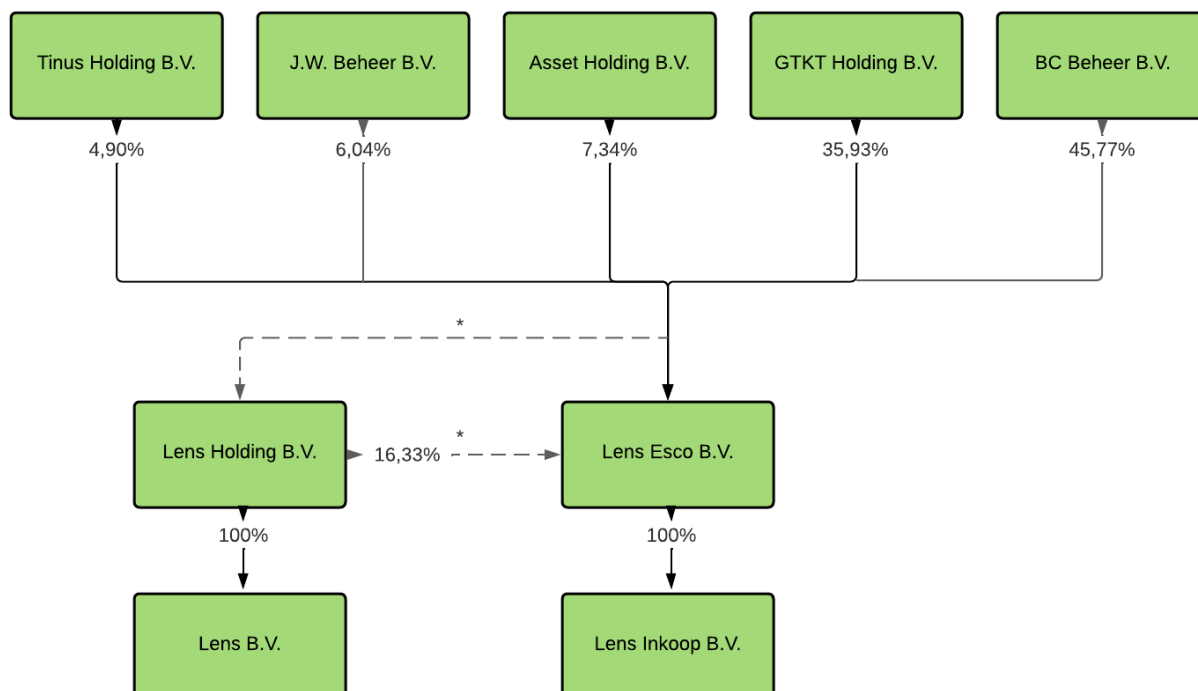 Tinus Holding B.V.
J.W. Beheer B.V.
Asset Holding B.V.
GTKT Holding B.V.
BC Beheer B.V.
4,90%
6,04%
7,34%
35,93%
45,77%
*
Lens Holding B.V.
*
16,33%
Lens Esco B.V.
100%
100%
Lens B.V.
Lens Inkoop B.V.